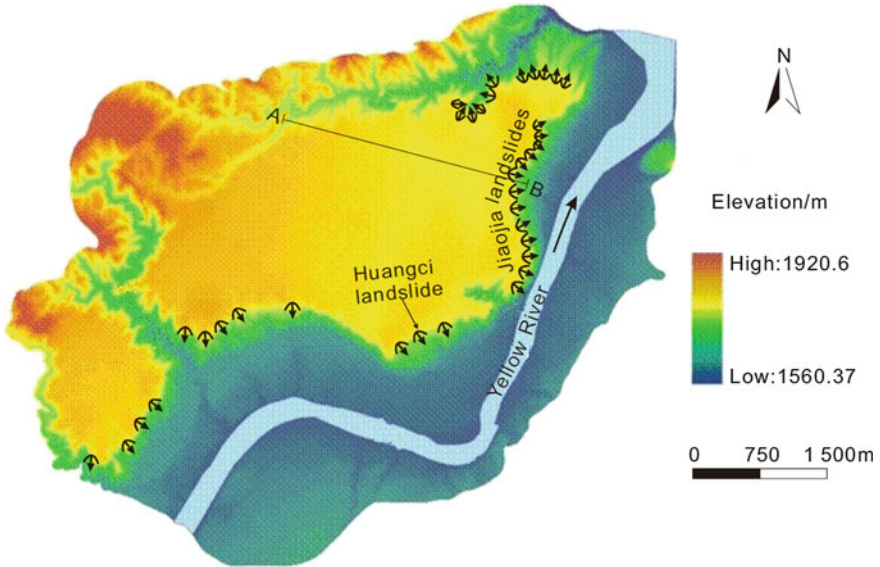 N
A
B
Jiaojia landslides
Huangci
landslide
Yellow River
Elevation/m
High:1920.6
Low:1560.37
0 750 1 500m